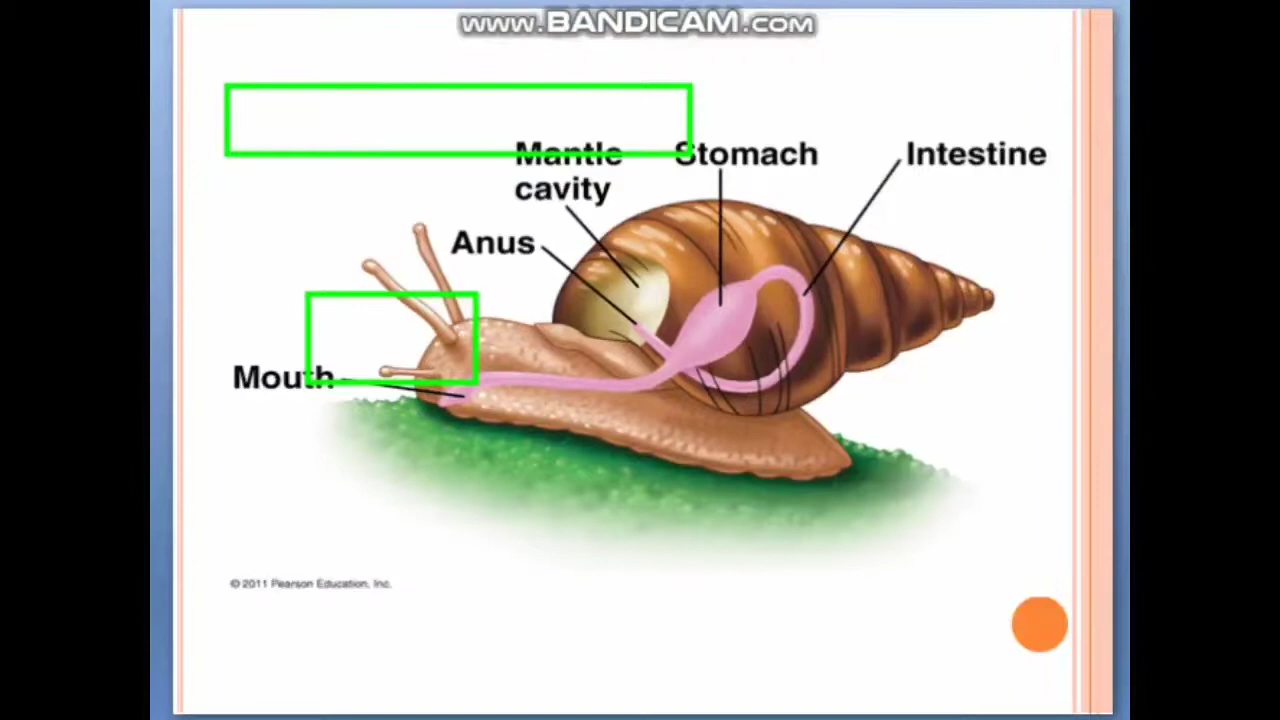 www.BANDICAM.com
Mantle
cavity
Stomach
Intestine
Anus
Mouth
© 2011 Pearson Education, Inc.